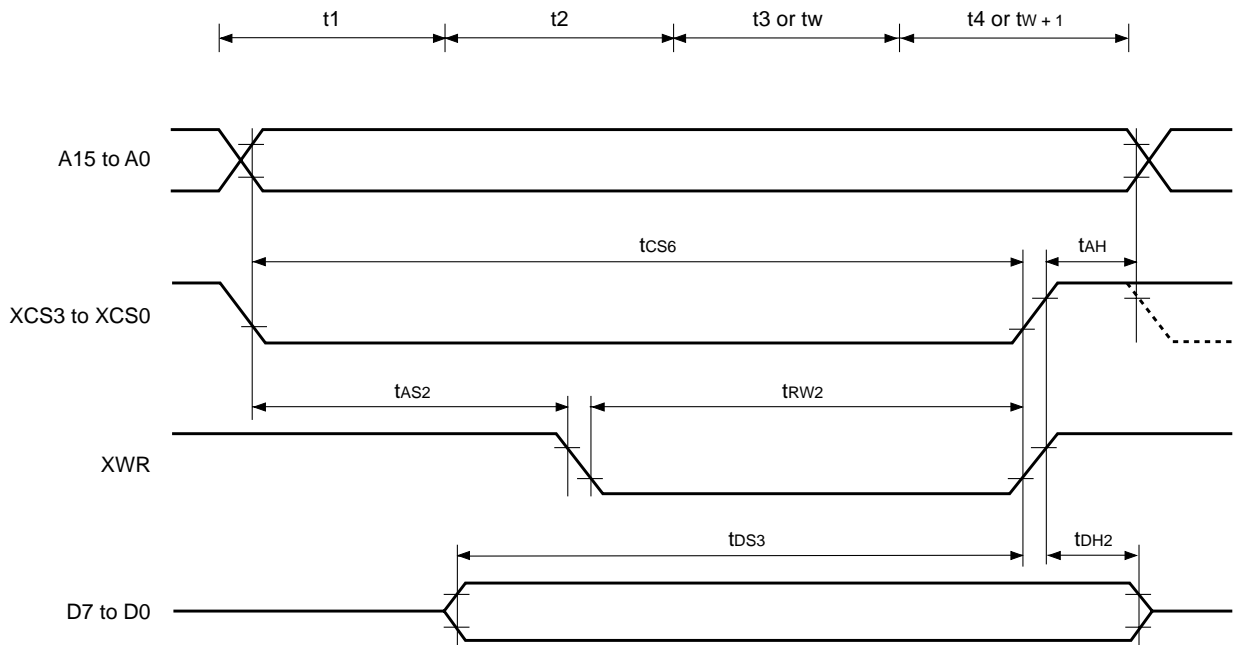 t1 t2 t3 or tw t4 or tW + 1
A15 to A0
tCS6 tAH
XCS3 to XCS0
tAS2 tRW2
XWR
tDS3 tDH2
D7 to D0